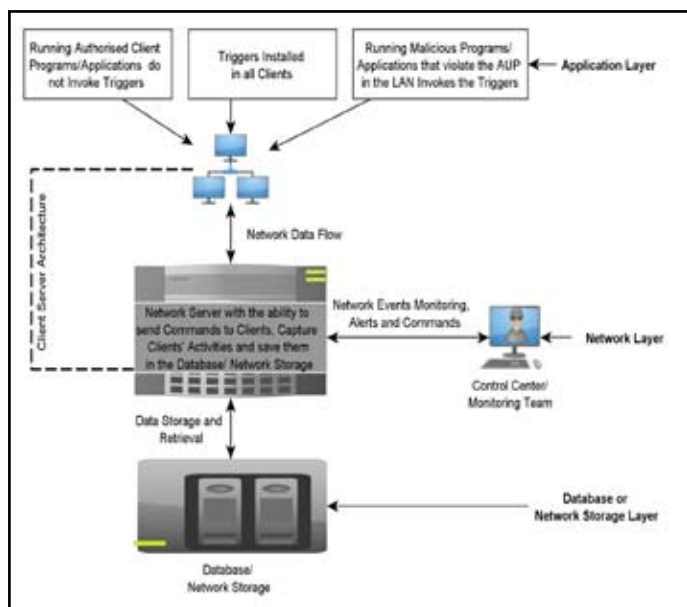 Running Authorised Client
Programs/Applications do
not Invoke Triggers
Triggers Installed
in all Clients
Running Malicious Programs/
Applications that violate the AUP
in the LAN Invokes the Triggers
Application Layer
Client Server Architecture
Network Data Flow
Network Server with the ability to
send Commands to Clients, Capture
Clients' Activities and save them
in the Database/ Network Storage
Network Events Monitoring,
Alerts and Commands
Network Layer
Control Center/
Monitoring Team
Data Storage and
Retrieval
Database or
Network Storage Layer
Database/
Network Storage